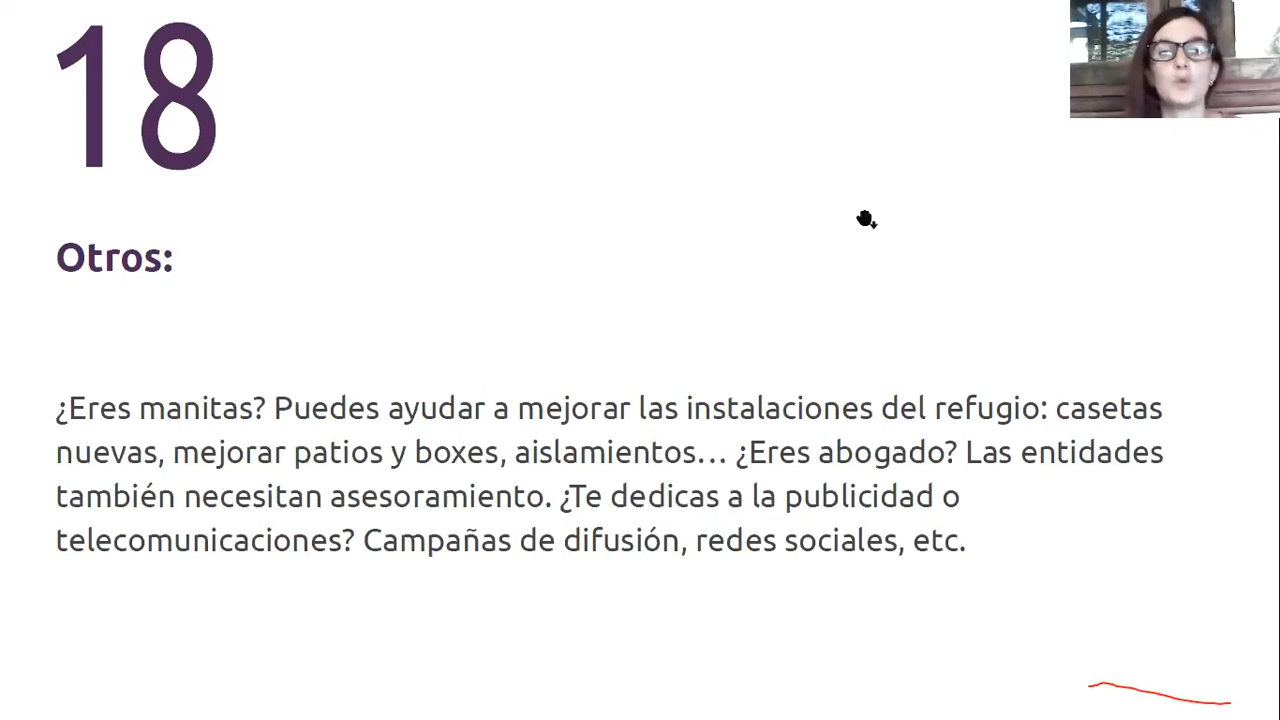 18
Otros:
¿Eres manitas? Puedes ayudar a mejorar las instalaciones del refugio: casetas
nuevas, mejorar patios y boxes, aislamientos… ¿Eres abogado? Las entidades
también necesitan asesoramiento. ¿Te dedicas a la publicidad o
telecomunicaciones? Campañas de difusión, redes sociales, etc.